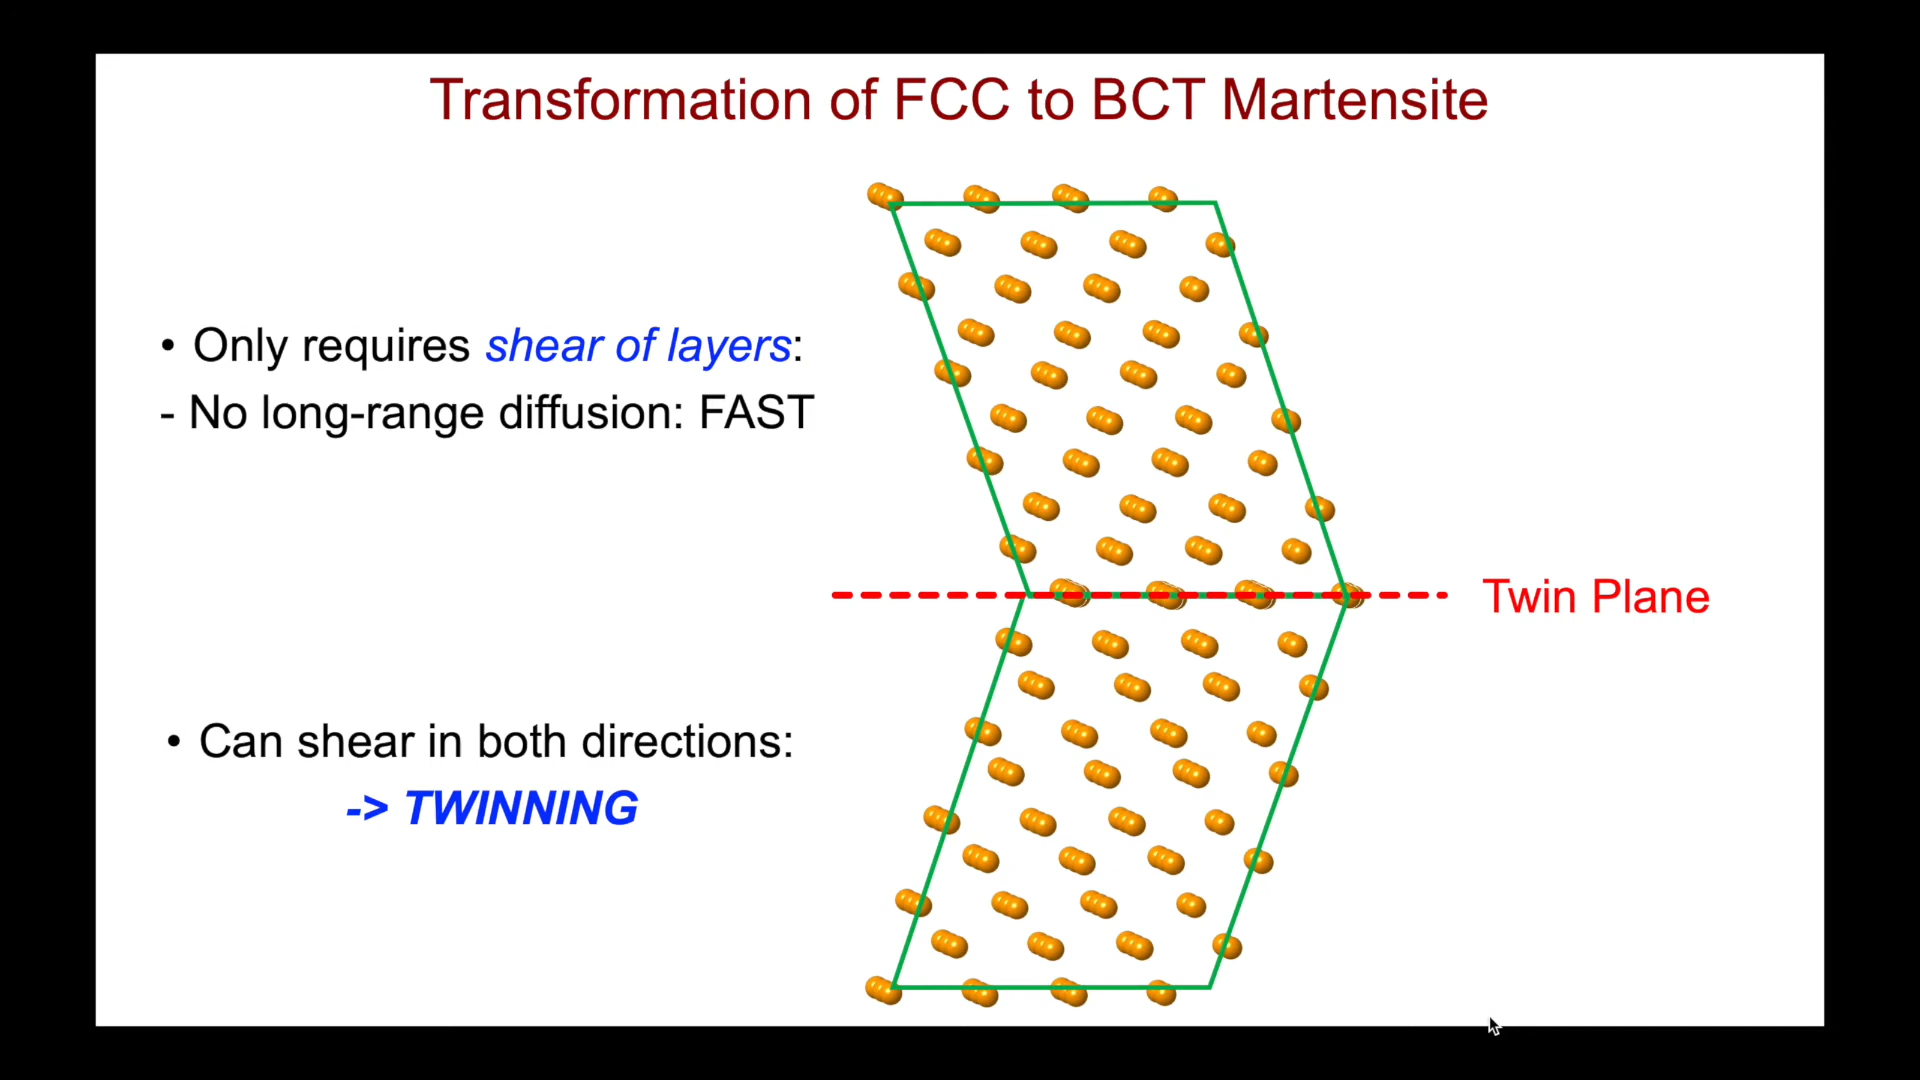 Transformation of FCC to BCT Martensite
• Only requires shear of layers:
- No long-range diffusion: FAST
Twin Plane
• Can shear in both directions:
-> TWINNING